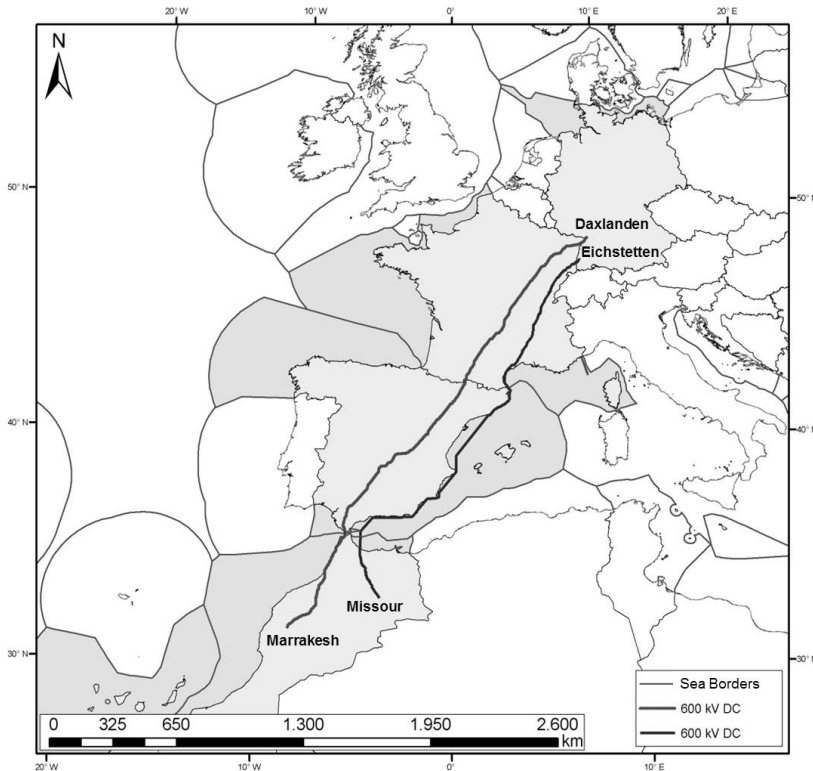 20° W 10° W 0° 10° E 20° E
N
50° N 50° N
Daxlanden
Eichstetten
40° N 40° N
Missour
Marrakesh
30° N 30° N
Sea Borders
600 kV DC
600 kV DC
0 325 650 1.300 1.950 2.600
km
20° W 10° W 0° 10° E